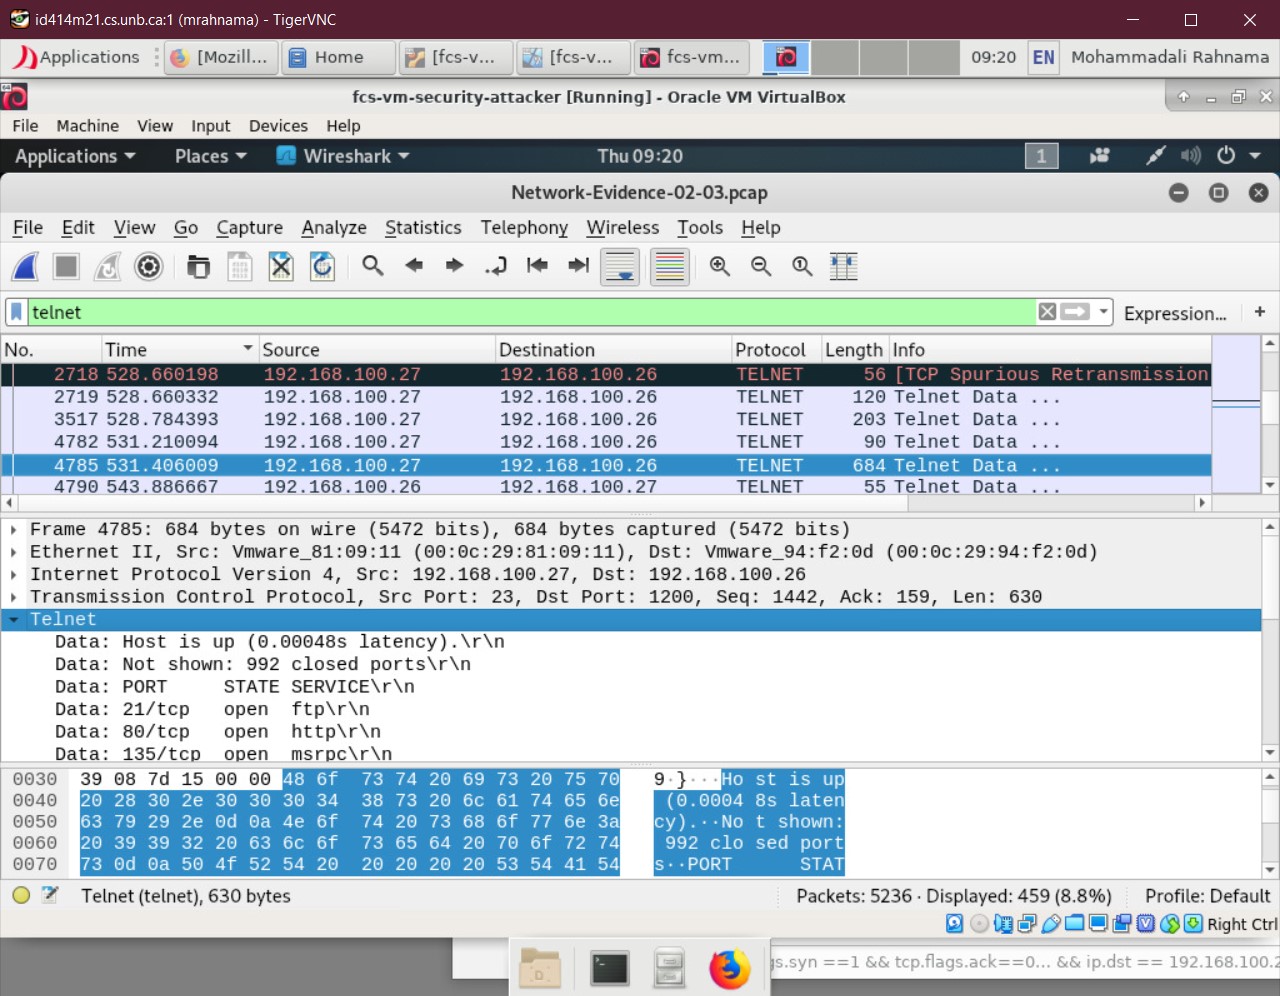 id414m21.cs.unb.ca:1 (mrahnama) - TigerVNC
Applications [Mozill... Home [fcs-v... [fcs-v... fcs-vm... 09:20 EN Mohammadali Rahnama
64
fcs-vm-security-attacker [Running] - Oracle VM VirtualBox
File Machine View Input Devices Help
Applications Places Wireshark Thu 09:20 1
Network-Evidence-02-03.pcap
File Edit View Go Capture Analyze Statistics Telephony Wireless Tools Help
telnet Expression... +
No. Time Source Destination Protocol Length Info
2718 528.660198 192.168.100.27 192.168.100.26 TELNET 56 [TCP Spurious Retransmission
2719 528.660332 192.168.100.27 192.168.100.26 TELNET 120 Telnet Data ...
3517 528.784393 192.168.100.27 192.168.100.26 TELNET 203 Telnet Data ...
4782 531.210094 192.168.100.27 192.168.100.26 TELNET 90 Telnet Data ...
4785 531.406009 192.168.100.27 192.168.100.26 TELNET 684 Telnet Data ...
4790 543.886667 192.168.100.26 192.168.100.27 TELNET 55 Telnet Data ...
Frame 4785: 684 bytes on wire (5472 bits), 684 bytes captured (5472 bits)
Ethernet II, Src: Vmware_81:09:11 (00:0c:29:81:09:11), Dst: Vmware_94:f2:0d (00:0c:29:94:f2:0d)
Internet Protocol Version 4, Src: 192.168.100.27, Dst: 192.168.100.26
Transmission Control Protocol, Src Port: 23, Dst Port: 1200, Seq: 1442, Ack: 159, Len: 630
Telnet
Data: Host is up (0.00048s latency).\r\n
Data: Not shown: 992 closed ports\r\n
Data: PORT STATE SERVICE\r\n
Data: 21/tcp open ftp\r\n
Data: 80/tcp open http\r\n
Data: 135/tcp open msrpc\r\n
0030 39 08 7d 15 00 00 48 6f 73 74 20 69 73 20 75 70 9·}···Ho st is up
0040 20 28 30 2e 30 30 30 34 38 73 20 6c 61 74 65 6e (0.0004 8s laten
0050 63 79 29 2e 0d 0a 4e 6f 74 20 73 68 6f 77 6e 3a cy).··No t shown:
0060 20 39 39 32 20 63 6c 6f 73 65 64 20 70 6f 72 74 992 clo sed port
0070 73 0d 0a 50 4f 52 54 20 20 20 20 20 53 54 41 54 s··PORT STAT
Telnet (telnet), 630 bytes Packets: 5236 · Displayed: 459 (8.8%) Profile: Default
Right Ctrl
gs.syn ==1 && tcp.flags.ack==0... && ip.dst == 192.168.100.2